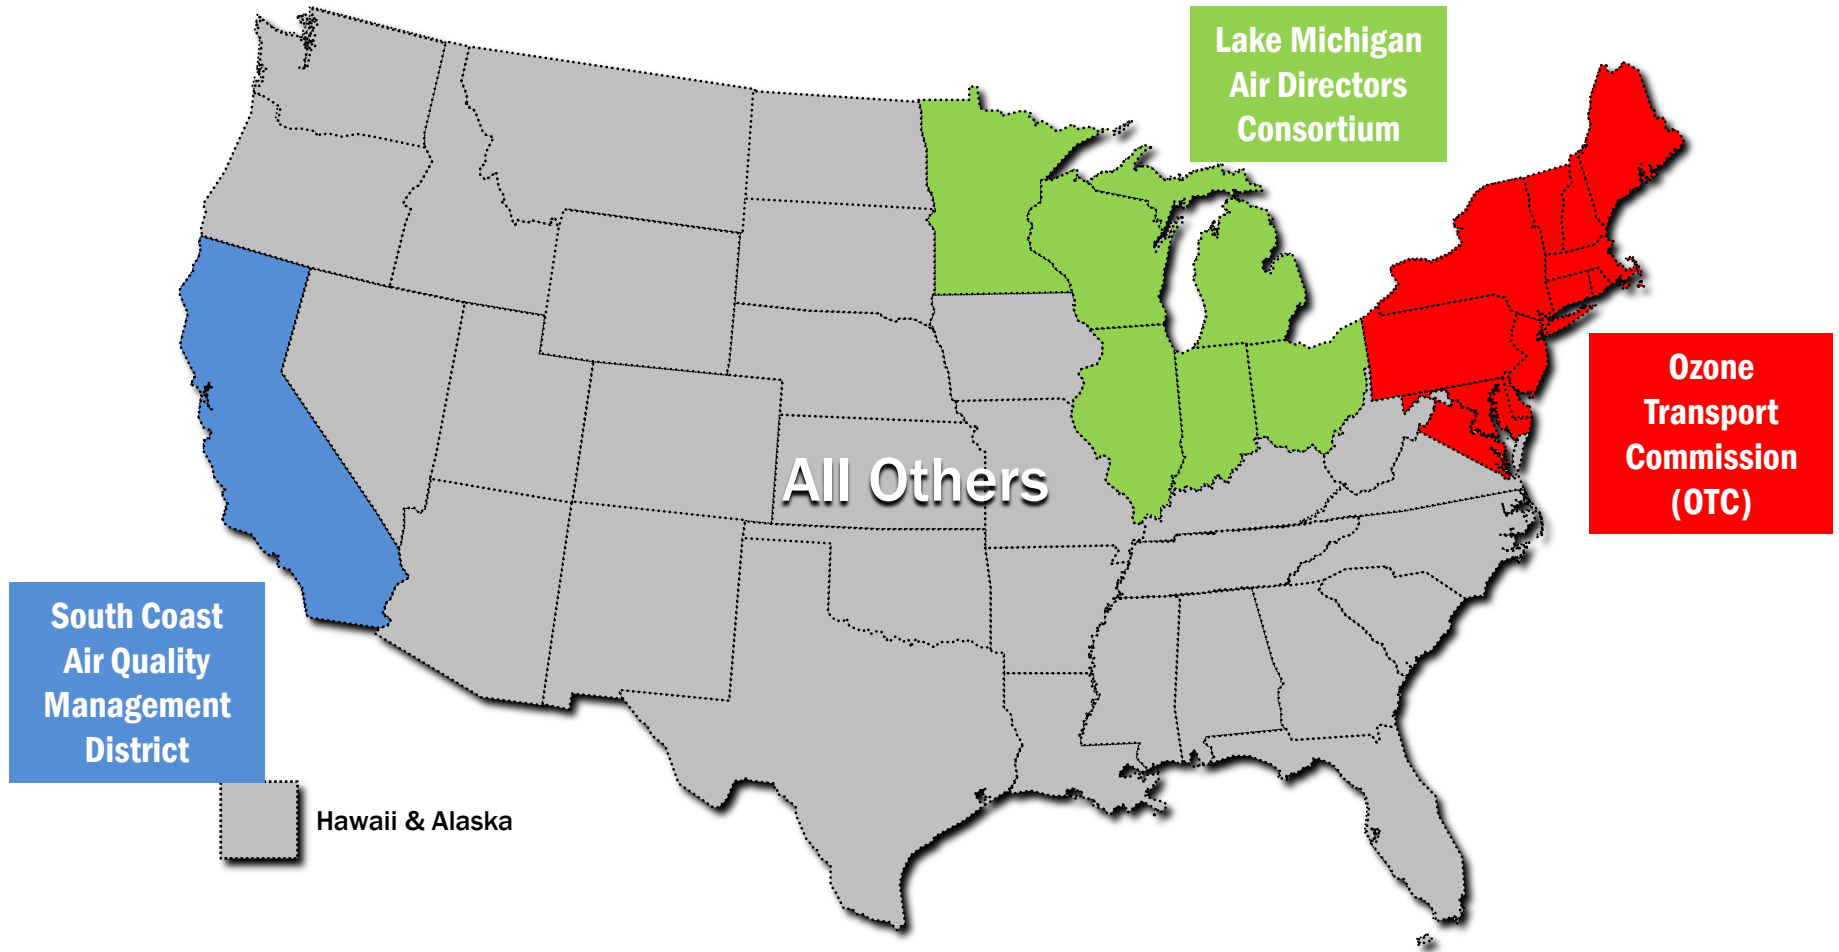 Lake Michigan
Air Directors
Consortium
Ozone
Transport
Commission
(OTC)
All Others
South Coast
Air Quality
Management
District
Hawaii & Alaska